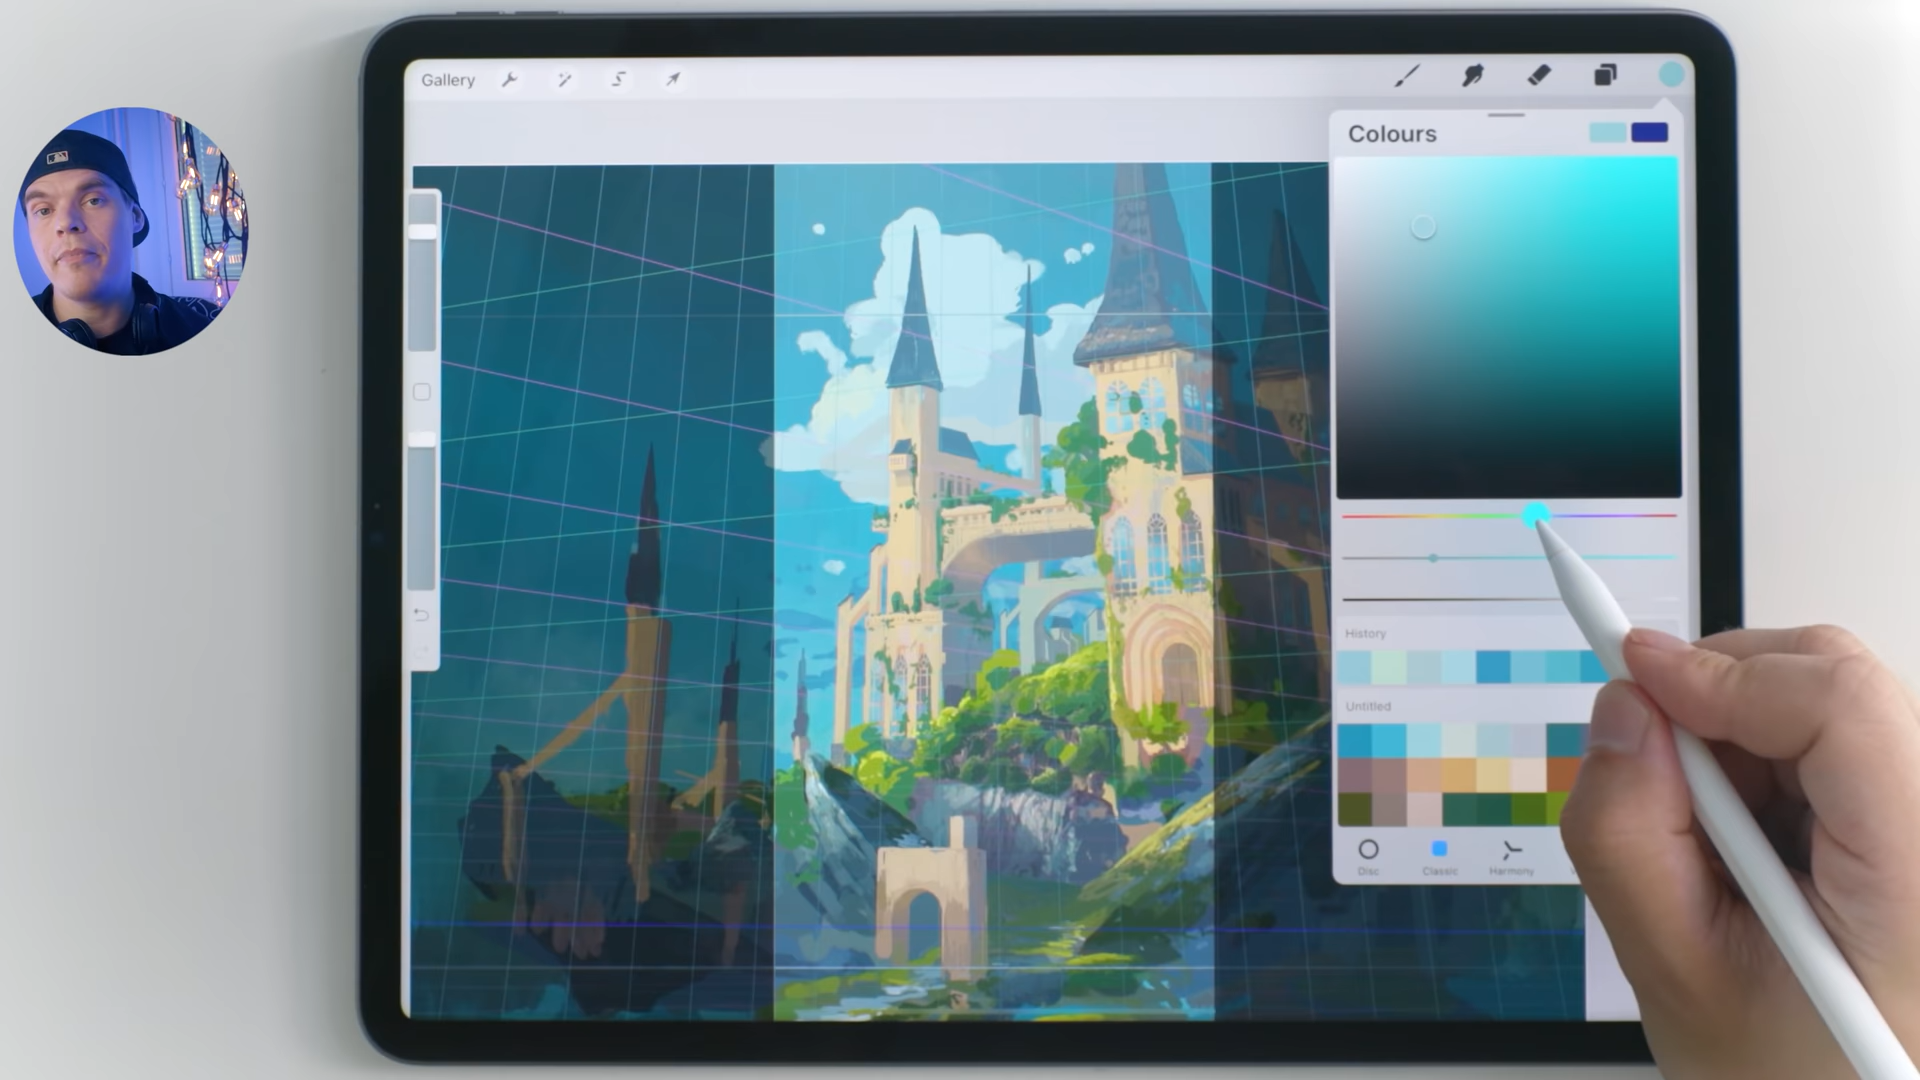 Gallery
Colours
History
Untitled
Disc
Classic
Harmony